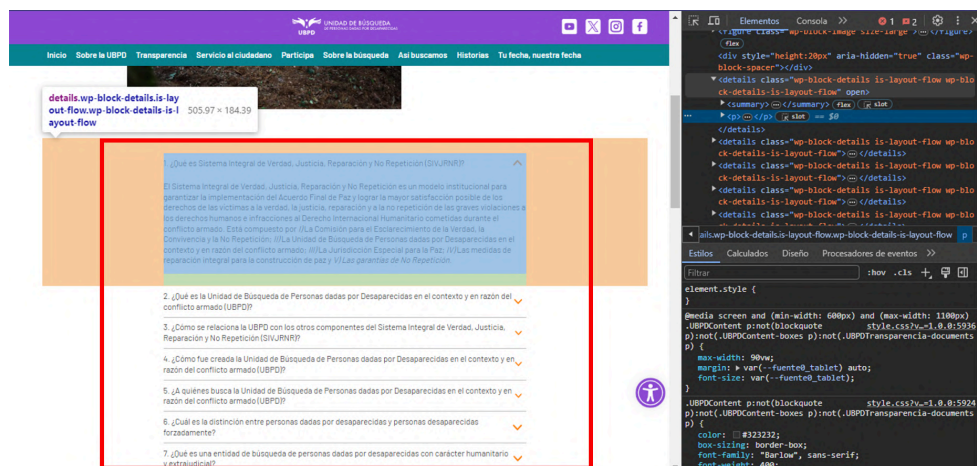 UBPD
UNIDAD DE BÚSQUEDA
DE PERSONAS DADAS POR DESAPARECIDAS
Inicio Sobre la UBPD Transparencia Servicio al ciudadano Participa Sobre la búsqueda Así buscamos Historias Tu fecha, nuestra fecha
details.wp-block-details.is-lay
out-flow.wp-block-details-is-l
ayout-flow
505.97 × 184.39
1. ¿Qué es Sistema Integral de Verdad, Justicia, Reparación y No Repetición (SIVJRNR)?
El Sistema Integral de Verdad, Justicia, Reparación y No Repetición es un modelo institucional para
garantizar la implementación del Acuerdo Final de Paz y lograr la mayor satisfacción posible de los
derechos de las víctimas a la verdad, la justicia, reparación y a la no repetición de las graves violaciones a
los derechos humanos e infracciones al Derecho Internacional Humanitario cometidas durante el
conflicto armado. Está compuesto por I) La Comisión para el Esclarecimiento de la Verdad, la
Convivencia y la No Repetición; II) La Unidad de Búsqueda de Personas dadas por Desaparecidas en el
contexto y en razón del conflicto armado; III) La Jurisdicción Especial para la Paz; IV) Las medidas de
reparación integral para la construcción de paz y V) Las garantías de No Repetición.
2. ¿Qué es la Unidad de Búsqueda de Personas dadas por Desaparecidas en el contexto y en razón del
conflicto armado (UBPD)?
3. ¿Cómo se relaciona la UBPD con los otros componentes del Sistema Integral de Verdad, Justicia,
Reparación y No Repetición (SIVJRNR)?
4. ¿Cómo fue creada la Unidad de Búsqueda de Personas dadas por Desaparecidas en el contexto y en
razón del conflicto armado (UBPD)?
5. ¿A quiénes busca la Unidad de Búsqueda de Personas dadas por Desaparecidas en el contexto y en
razón del conflicto armado (UBPD)?
6. ¿Cuál es la distinción entre personas dadas por desaparecidas y personas desaparecidas
forzadamente?
7. ¿Qué es una entidad de búsqueda de personas dadas por desaparecidas con carácter humanitario
y extrajudicial?
Elementos Consola » 1 2
<figure class="wp-block-image size-large">⋯</figure>
flex
<div style="height:20px" aria-hidden="true" class="wp-
block-spacer"></div>
<details class="wp-block-details is-layout-flow wp-blo
ck-details-is-layout-flow" open>
<summary>⋯</summary> flex slot
⋯ <p>⋯</p> slot == $0
</details>
<details class="wp-block-details is-layout-flow wp-blo
ck-details-is-layout-flow">⋯</details>
<details class="wp-block-details is-layout-flow wp-blo
ck-details-is-layout-flow">⋯</details>
<details class="wp-block-details is-layout-flow wp-blo
ck-details-is-layout-flow">⋯</details>
<details class="wp-block-details is-layout-flow wp-blo
ck-details-is-layout-flow">⋯</details>
ails.wp-block-details.is-layout-flow.wp-block-details-is-layout-flow p
Estilos Calculados Diseño Procesadores de eventos »
Filtrar :hov .cls +
element.style {
}
@media screen and (min-width: 600px) and (max-width: 1100px)
.UBPDContent p:not(blockquote style.css?v…=1.0.0:5936
p):not(.UBPDContent-boxes p):not(.UBPDTransparencia-documents
p) {
max-width: 90vw;
margin: ▶ var(--fuente0_tablet) auto;
font-size: var(--fuente0_tablet);
}
.UBPDContent p:not(blockquote style.css?v…=1.0.0:5924
p):not(.UBPDContent-boxes p):not(.UBPDTransparencia-documents
p) {
color: #323232;
box-sizing: border-box;
font-family: "Barlow", sans-serif;
font-weight: 400;